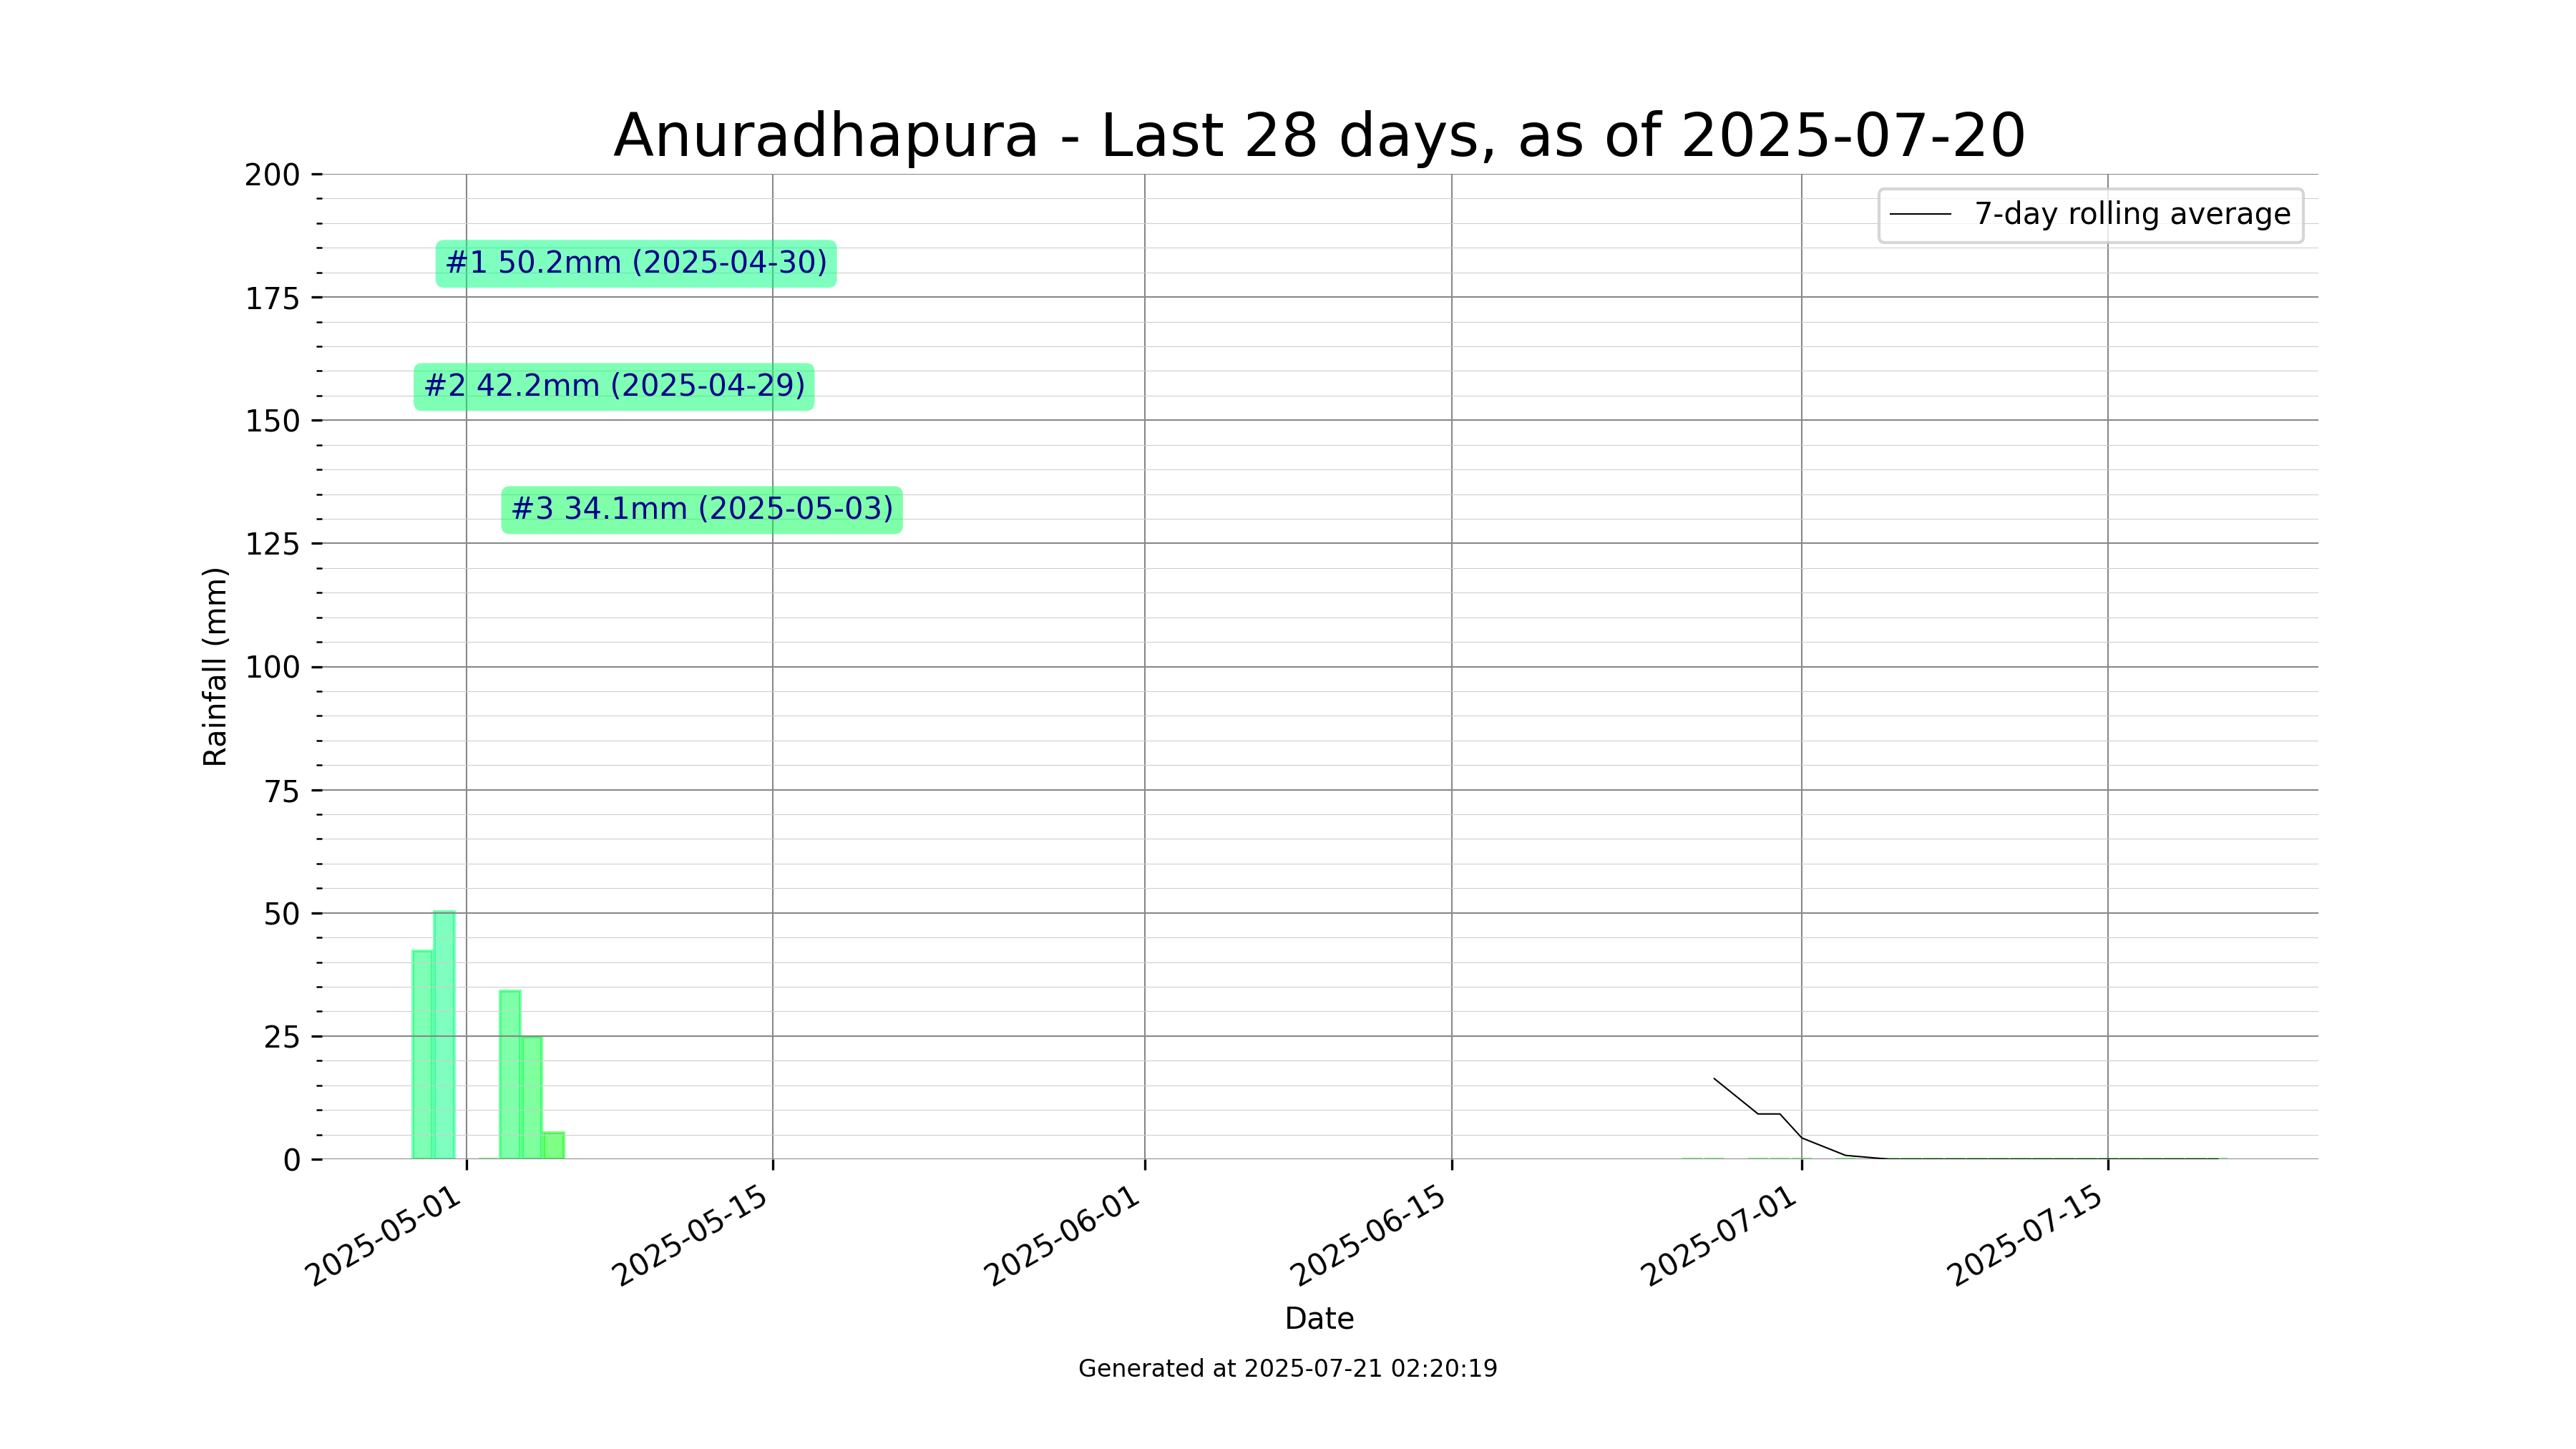 Anuradhapura - Last 28 days, as of 2025-07-20
200
175
150
125
100
75
50
25
0
Rainfall (mm)
7-day rolling average
#1 50.2mm (2025-04-30)
#2 42.2mm (2025-04-29)
#3 34.1mm (2025-05-03)
2025-05-01
2025-05-15
2025-06-01
2025-06-15
2025-07-01
2025-07-15
Date
Generated at 2025-07-21 02:20:19